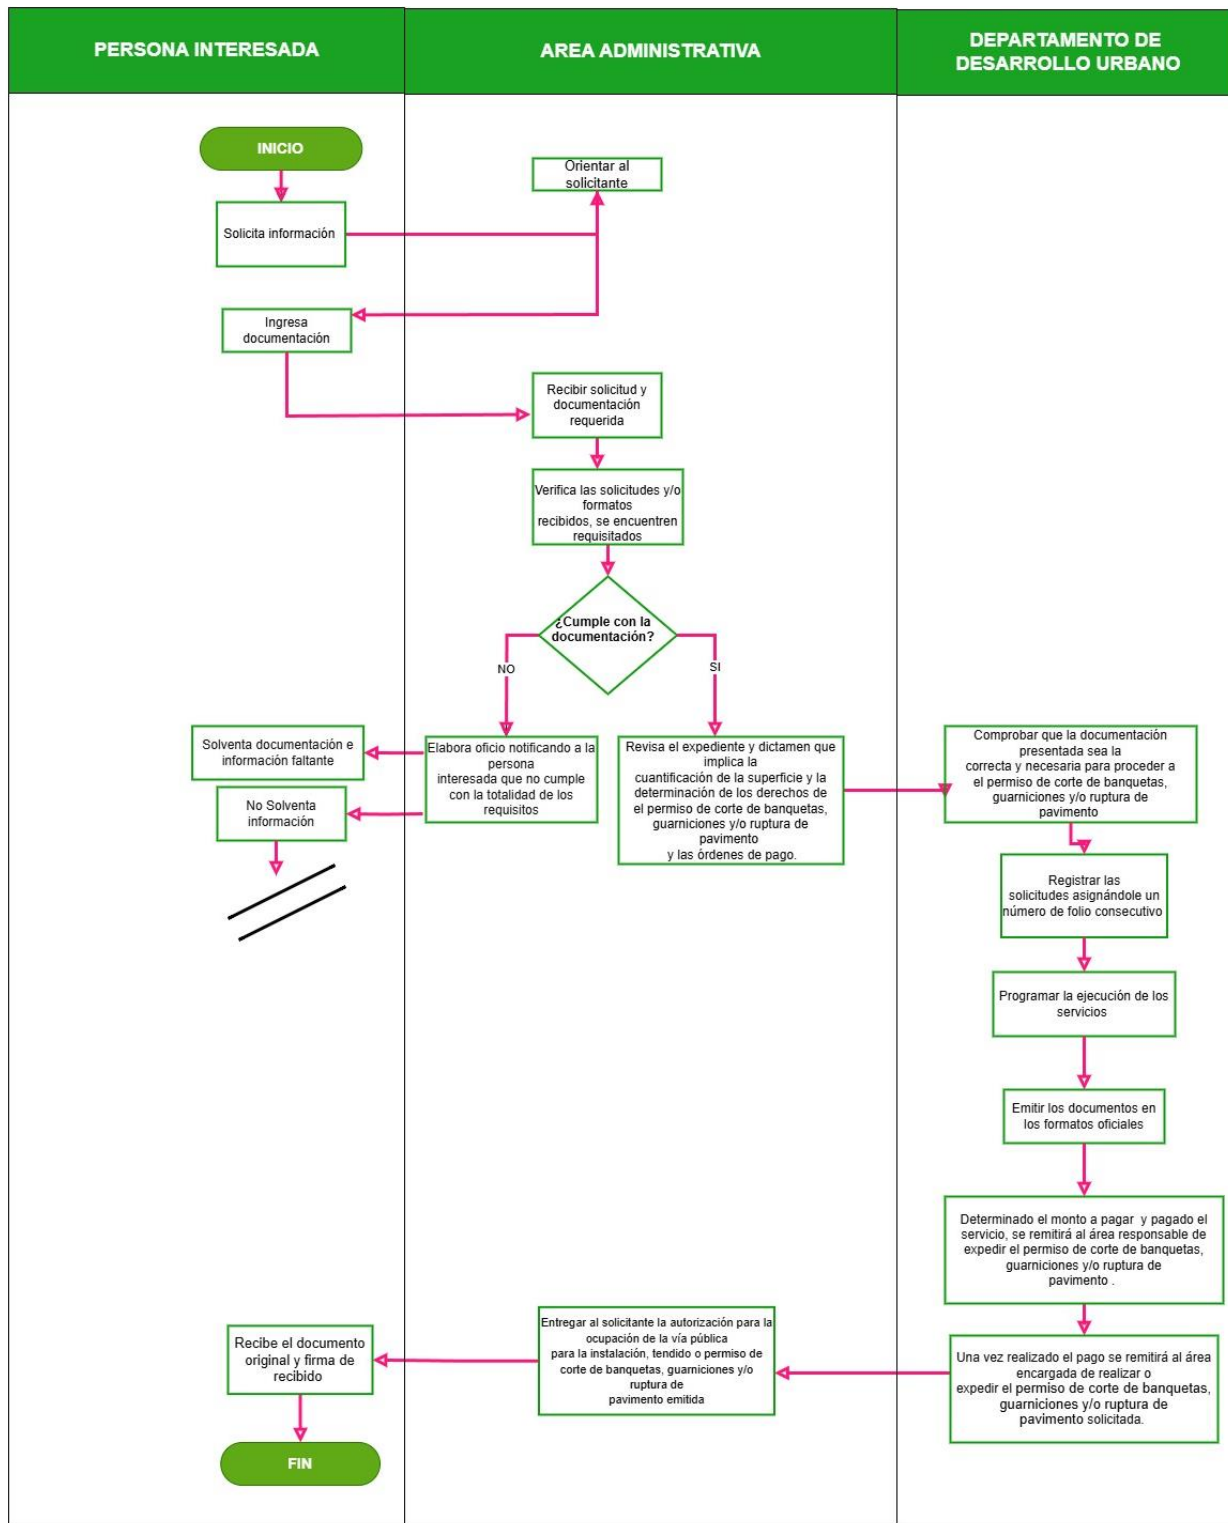 PERSONA INTERESADA
AREA ADMINISTRATIVA
DEPARTAMENTO DE
DESARROLLO URBANO
INICIO
Orientar al
solicitante
Solicita información
Ingresa
documentación
Recibir solicitud y
documentación
requerida
Verifica las solicitudes y/o
formatos
recibidos, se encuentren
requisitados
¿Cumple con la
documentación?
NO
SI
Solventa documentación e
información faltante
No Solventa
información
Elabora oficio notificando a la
persona
interesada que no cumple
con la totalidad de los
requisitos
Revisa el expediente y dictamen que
implica la
cuantificación de la superficie y la
determinación de los derechos de
el permiso de corte de banquetas,
guarniciones y/o ruptura de
pavimento
y las órdenes de pago.
Comprobar que la documentación
presentada sea la
correcta y necesaria para proceder a
el permiso de corte de banquetas,
guarniciones y/o ruptura de
pavimento
Registrar las
solicitudes asignándole un
número de folio consecutivo
Programar la ejecución de los
servicios
Emitir los documentos en
los formatos oficiales
Determinado el monto a pagar y pagado el
servicio, se remitirá al área responsable de
expedir el permiso de corte de banquetas,
guarniciones y/o ruptura de
pavimento .
Una vez realizado el pago se remitirá al área
encargada de realizar o
expedir el permiso de corte de banquetas,
guarniciones y/o ruptura de
pavimento solicitada.
Entregar al solicitante la autorización para la
ocupación de la vía pública
para la instalación, tendido o permiso de
corte de banquetas, guarniciones y/o
ruptura de
pavimento emitida
Recibe el documento
original y firma de
recibido
FIN